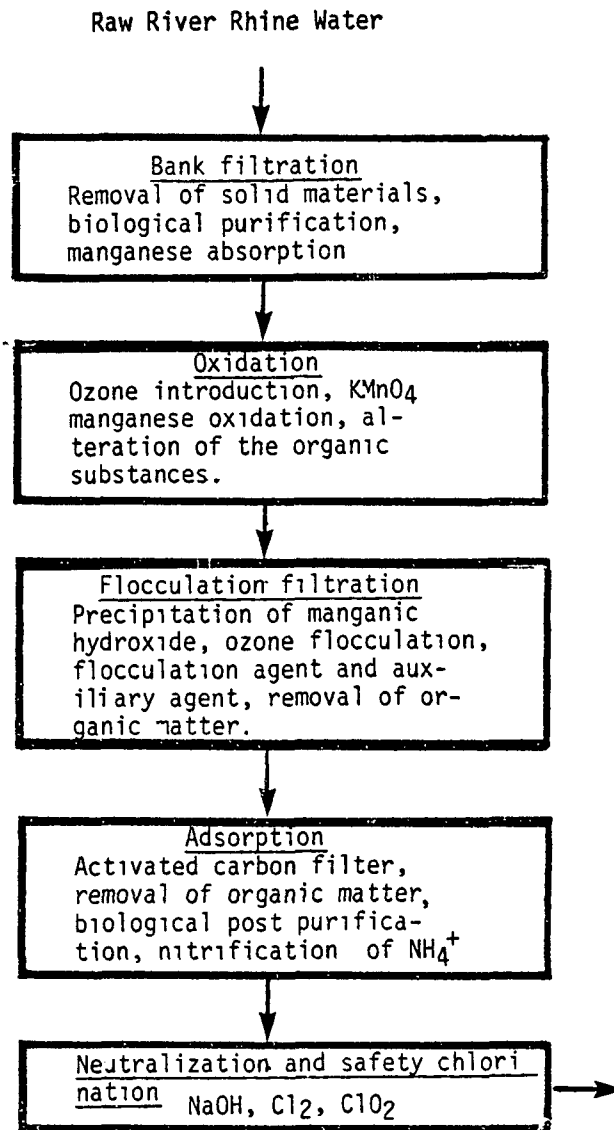 Raw River Rhine Water
Bank filtration
Removal of solid materials,
biological purification,
manganese absorption
Oxidation
Ozone introduction, KMnO4
manganese oxidation, al-
teration of the organic
substances.
Flocculation filtration
Precipitation of manganic
hydroxide, ozone flocculation,
flocculation agent and aux-
iliary agent, removal of or-
ganic matter.
Adsorption
Activated carbon filter,
removal of organic matter,
biological post purifica-
tion, nitrification of NH4+
Neutralization and safety chlori
nation NaOH, Cl2, ClO2